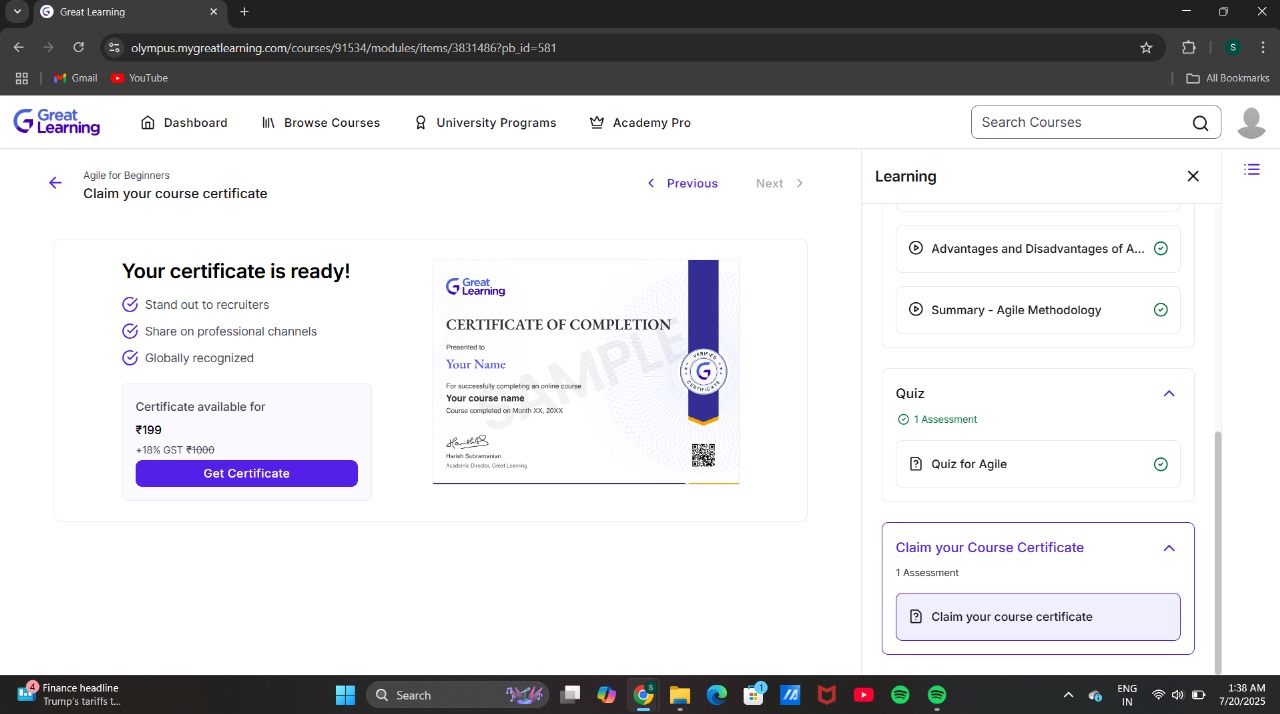 Great Learning
olympus.mygreatlearning.com/courses/91534/modules/items/3831486?pb_id=581
S
Gmail
YouTube
All Bookmarks
Great
Learning
Dashboard
Browse Courses
University Programs
Academy Pro
Search Courses
Agile for Beginners
Claim your course certificate
Previous
Next
Your certificate is ready!
Stand out to recruiters
Share on professional channels
Globally recognized
Certificate available for
₹199
+18% GST ₹1000
Get Certificate
Great
Learning
CERTIFICATE OF COMPLETION
Presented to
Your Name
For successfully completing an online course
Your course name
Course completed on Month XX, 20XX
Harish Subramanian
Academic Director, Great Learning
SAMPLE
VERIFIED
CERTIFICATE
Learning
Advantages and Disadvantages of A...
Summary - Agile Methodology
Quiz
1 Assessment
Quiz for Agile
Claim your Course Certificate
1 Assessment
Claim your course certificate
4
Finance headline
Trump's tariffs t...
Search
S
1
ENG
IN
1:38 AM
7/20/2025